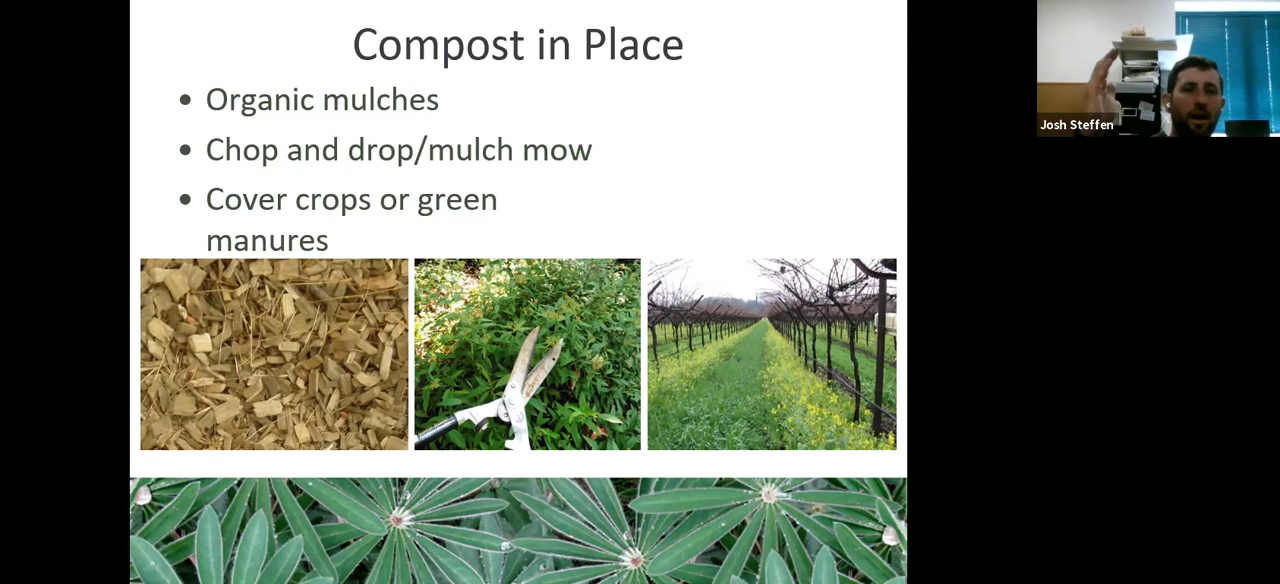 Compost in Place
• Organic mulches
• Chop and drop/mulch mow
• Cover crops or green
manures
Josh Steffen